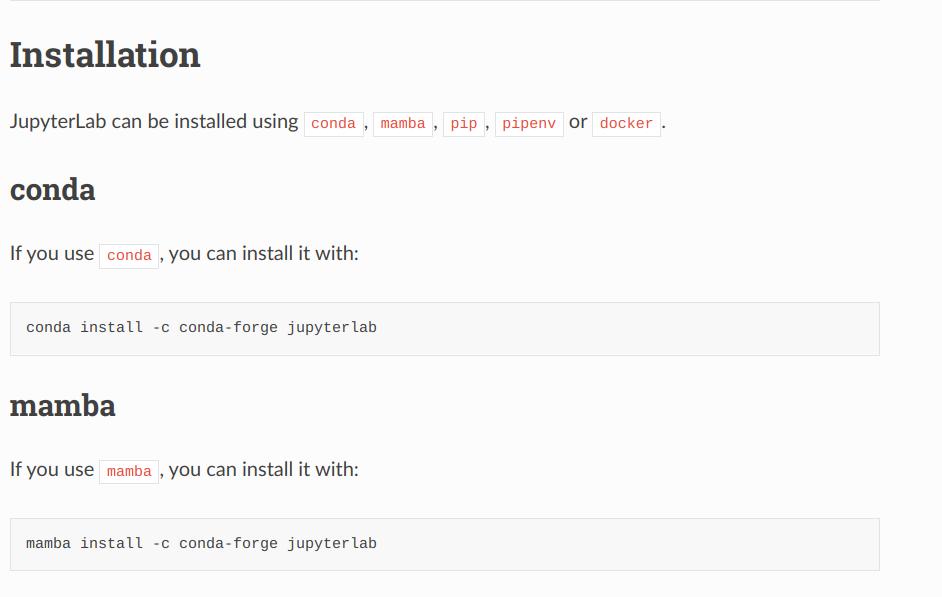 Installation
JupyterLab can be installed using conda, mamba, pip, pipenv or docker.
conda
If you use conda, you can install it with:
conda install -c conda-forge jupyterlab
mamba
If you use mamba, you can install it with:
mamba install -c conda-forge jupyterlab